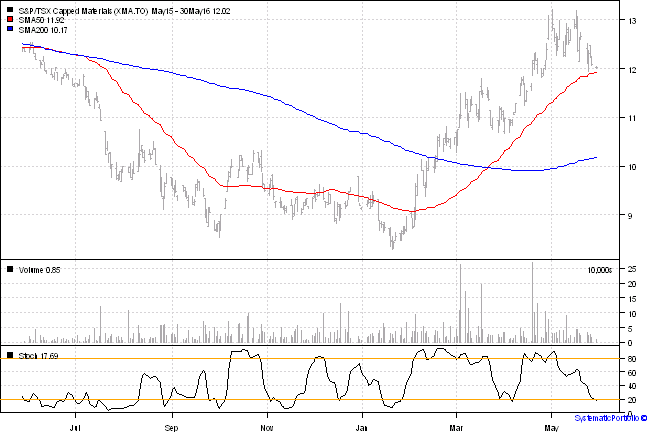 S&P/TSX Capped Materials (XMA.TO) May15 - 30May16 12.02
SMA50 11.92
SMA200 10.17
13
12
11
10
9
Volume 0.85
10,000s
25
20
15
10
5
0
Stoch 17.69
80
60
40
20
0
Jul Sep Nov Jan Mar May
SystematicPortfolio ©